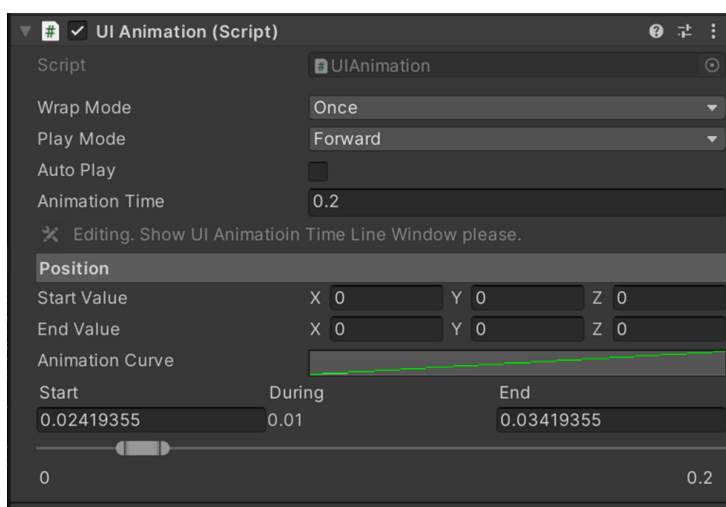 UI Animation (Script)
Script UIAnimation
Wrap Mode Once
Play Mode Forward
Auto Play
Animation Time 0.2
Editing. Show UI Animatioin Time Line Window please.
Position
Start Value X 0 Y 0 Z 0
End Value X 0 Y 0 Z 0
Animation Curve
Start During End
0.02419355 0.01 0.03419355
0 0.2